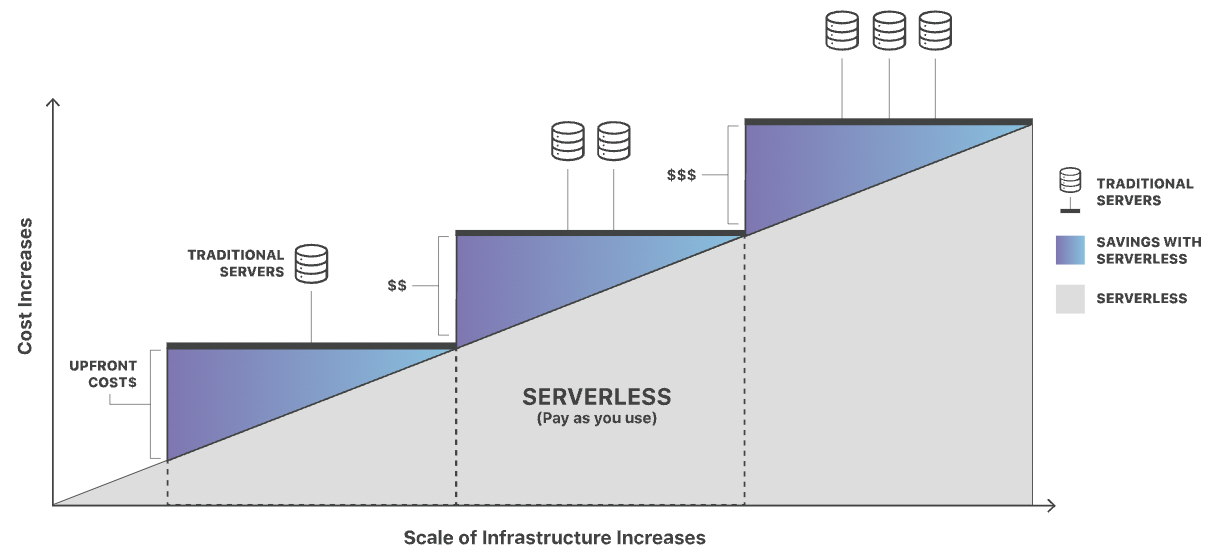 $$$
TRADITIONAL
SERVERS
TRADITIONAL
SERVERS
SAVINGS WITH
SERVERLESS
$$
SERVERLESS
UPFRONT
COSTS
SERVERLESS
(Pay as you use)
Cost Increases
Scale of Infrastructure Increases